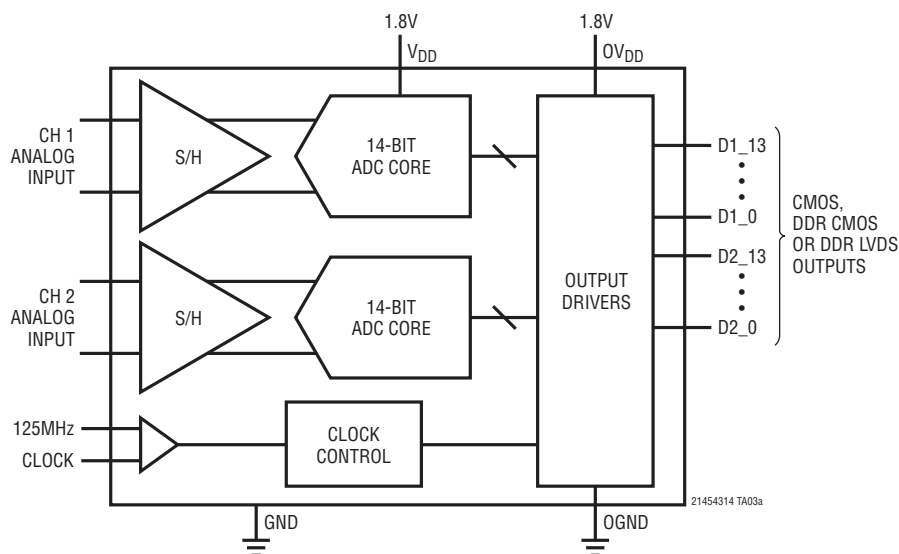 1.8V
1.8V
VDD
OVDD
CH 1
ANALOG
INPUT
S/H
14-BIT
ADC CORE
D1_13
D1_0
D2_13
D2_0
CMOS,
DDR CMOS
OR DDR LVDS
OUTPUTS
OUTPUT
DRIVERS
CH 2
ANALOG
INPUT
S/H
14-BIT
ADC CORE
125MHz
CLOCK
CLOCK
CONTROL
21454314 TA03a
GND
OGND